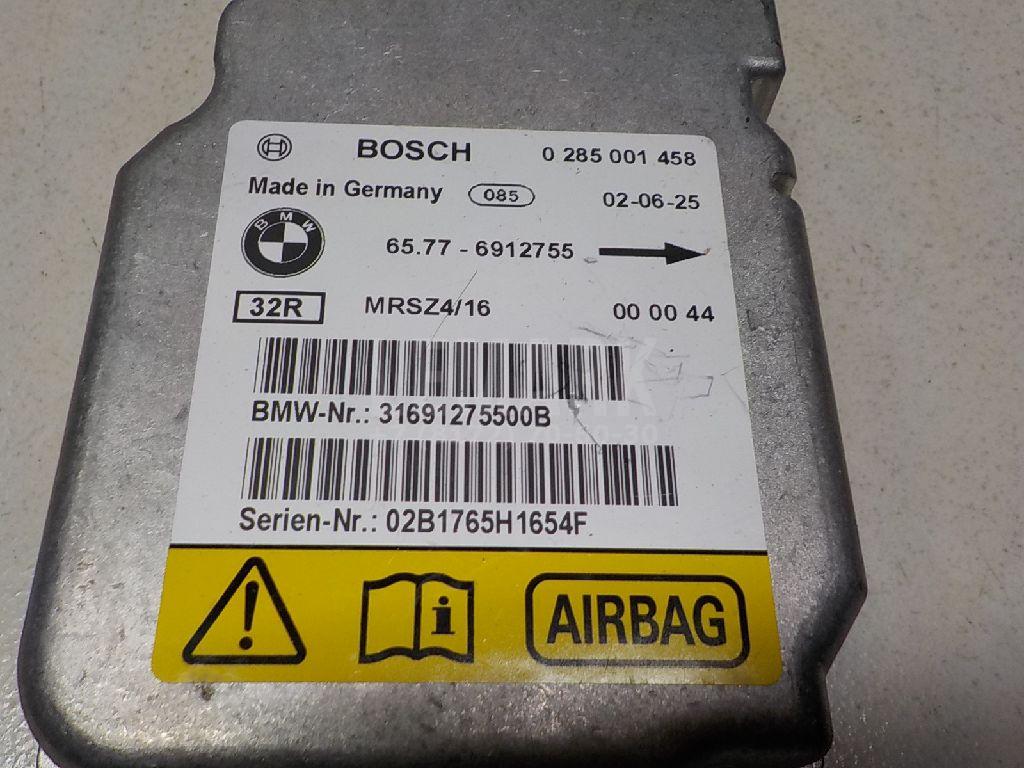 BOSCH 0 285 001 458
Made in Germany 085 02-06-25
BMW
65.77 - 6912755
32R MRSZ4/16 00 00 44
BMW-Nr.: 31691275500B
Serien-Nr.: 02B1765H1654F
AIRBAG